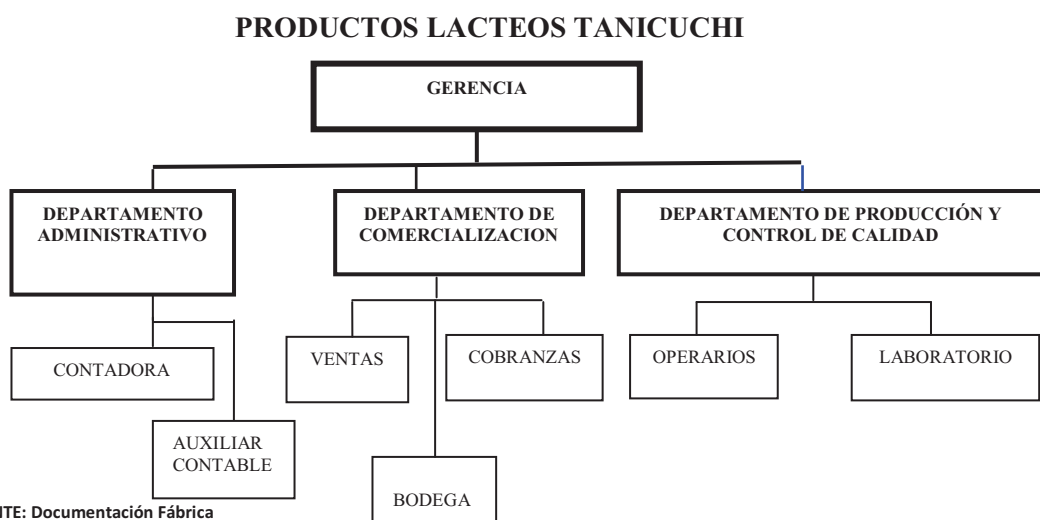 PRODUCTOS LACTEOS TANICUCHI
GERENCIA
DEPARTAMENTO
ADMINISTRATIVO
DEPARTAMENTO DE
COMERCIALIZACION
DEPARTAMENTO DE PRODUCCIÓN Y
CONTROL DE CALIDAD
CONTADORA
VENTAS
COBRANZAS
OPERARIOS
LABORATORIO
AUXILIAR
CONTABLE
BODEGA
NTE: Documentación Fábrica